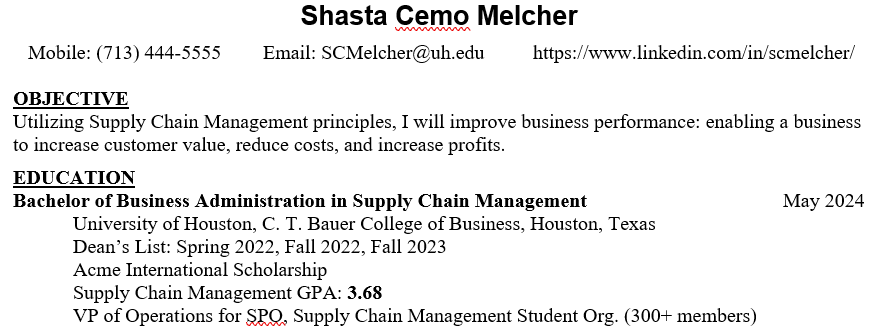 Shasta Cemo Melcher
Mobile: (713) 444-5555 Email: SCMelcher@uh.edu https://www.linkedin.com/in/scmelcher/
OBJECTIVE
Utilizing Supply Chain Management principles, I will improve business performance: enabling a business
to increase customer value, reduce costs, and increase profits.
EDUCATION
Bachelor of Business Administration in Supply Chain Management May 2024
University of Houston, C. T. Bauer College of Business, Houston, Texas
Dean’s List: Spring 2022, Fall 2022, Fall 2023
Acme International Scholarship
Supply Chain Management GPA: 3.68
VP of Operations for SPO, Supply Chain Management Student Org. (300+ members)